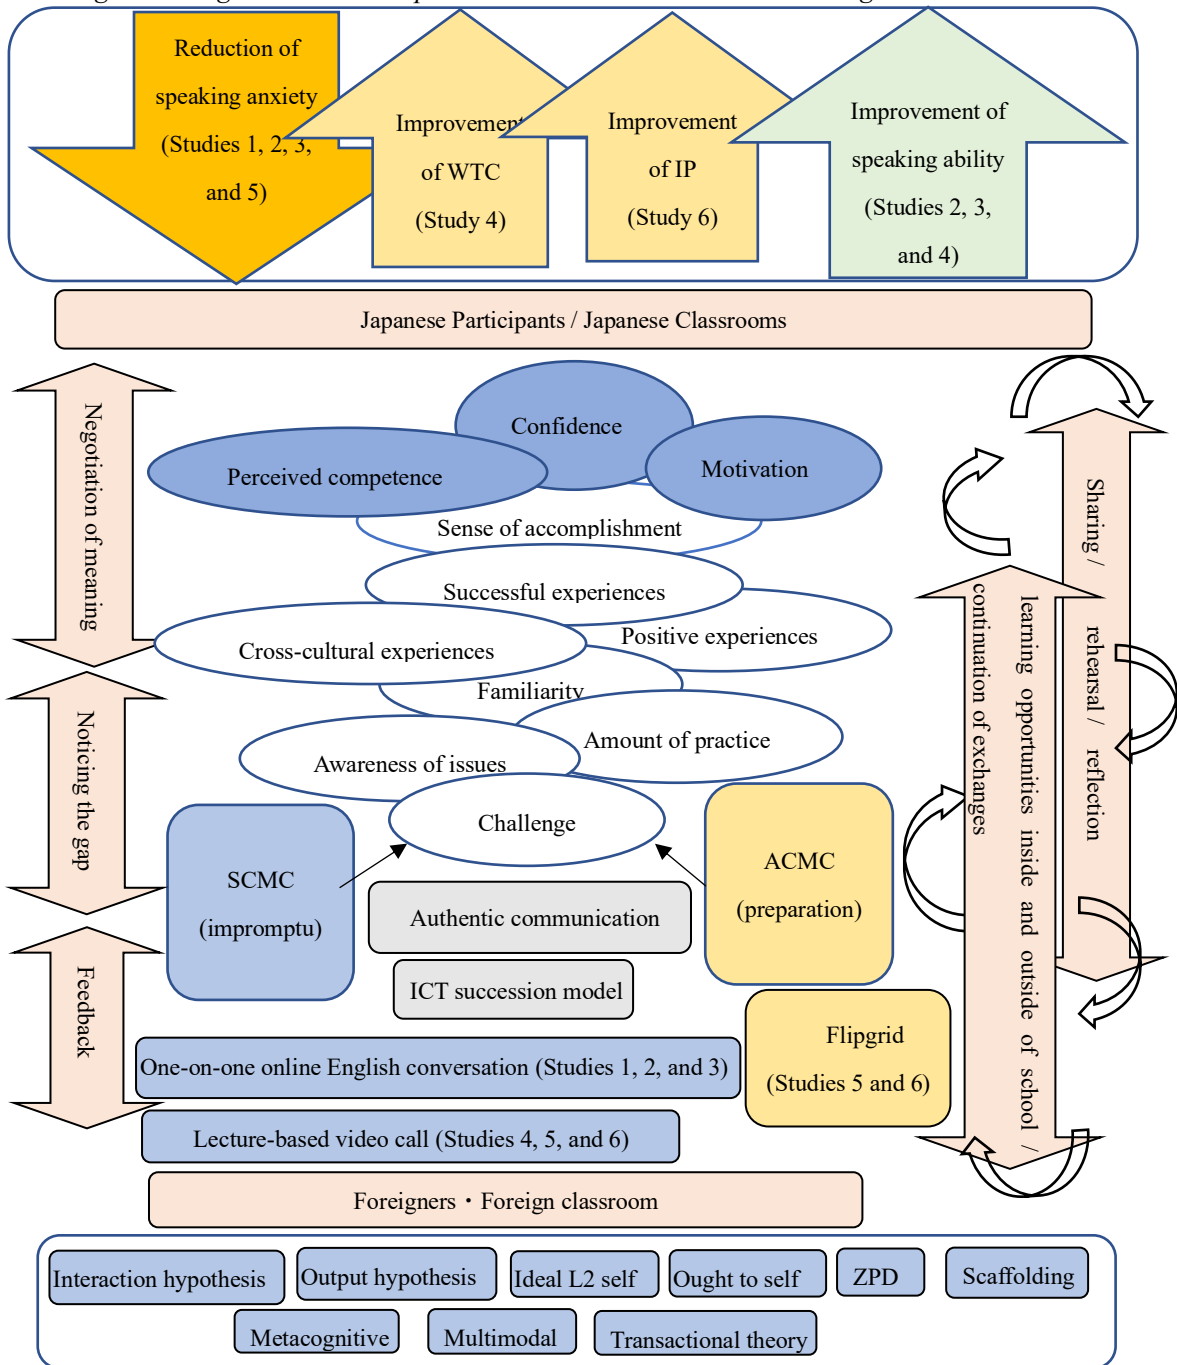 Reduction of
speaking anxiety
(Studies 1, 2, 3,
and 5)
Improvement
of WTC
(Study 4)
Improvement
of IP
(Study 6)
Improvement of
speaking ability
(Studies 2, 3,
and 4)
Japanese Participants / Japanese Classrooms
Negotiation of meaning
Noticing the gap
Feedback
Confidence
Perceived competence
Motivation
Sense of accomplishment
Successful experiences
Positive experiences
Cross-cultural experiences
Familiarity
Amount of practice
Awareness of issues
Challenge
SCMC
(impromptu)
ACMC
(preparation)
Authentic communication
ICT succession model
Flipgrid
(Studies 5 and 6)
One-on-one online English conversation (Studies 1, 2, and 3)
Lecture-based video call (Studies 4, 5, and 6)
Sharing / rehearsal / reflection
learning opportunities inside and outside of school /
continuation of exchanges
Foreigners・Foreign classroom
Interaction hypothesis
Output hypothesis
Ideal L2 self
Ought to self
ZPD
Scaffolding
Metacognitive
Multimodal
Transactional theory